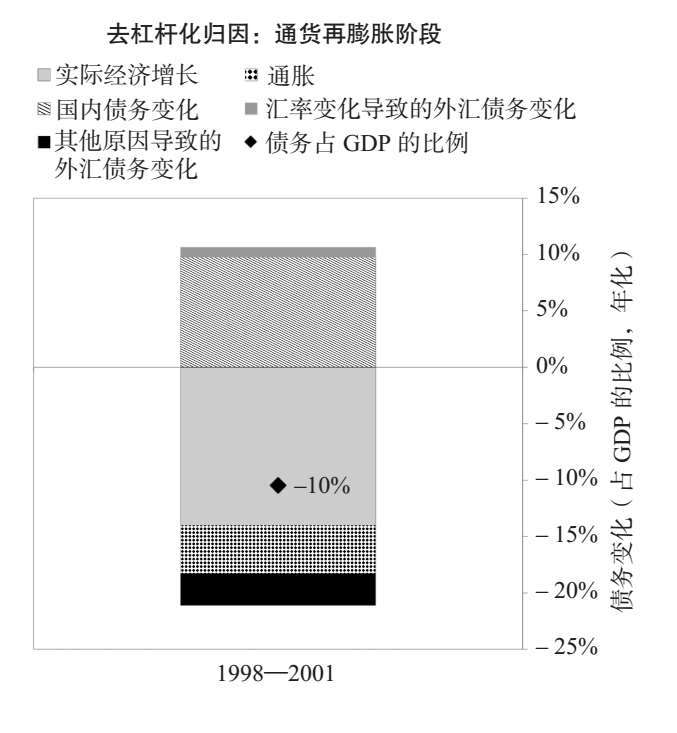 去杠杆化归因：通货再膨胀阶段
实际经济增长 通胀
国内债务变化 汇率变化导致的外汇债务变化
其他原因导致的 债务占 GDP 的比例
外汇债务变化
15%
10%
5%
0%
– 5%
– 10%
– 15%
– 20%
– 25%
–10%
债务变化（占 GDP 的比例，年化）
1998—2001